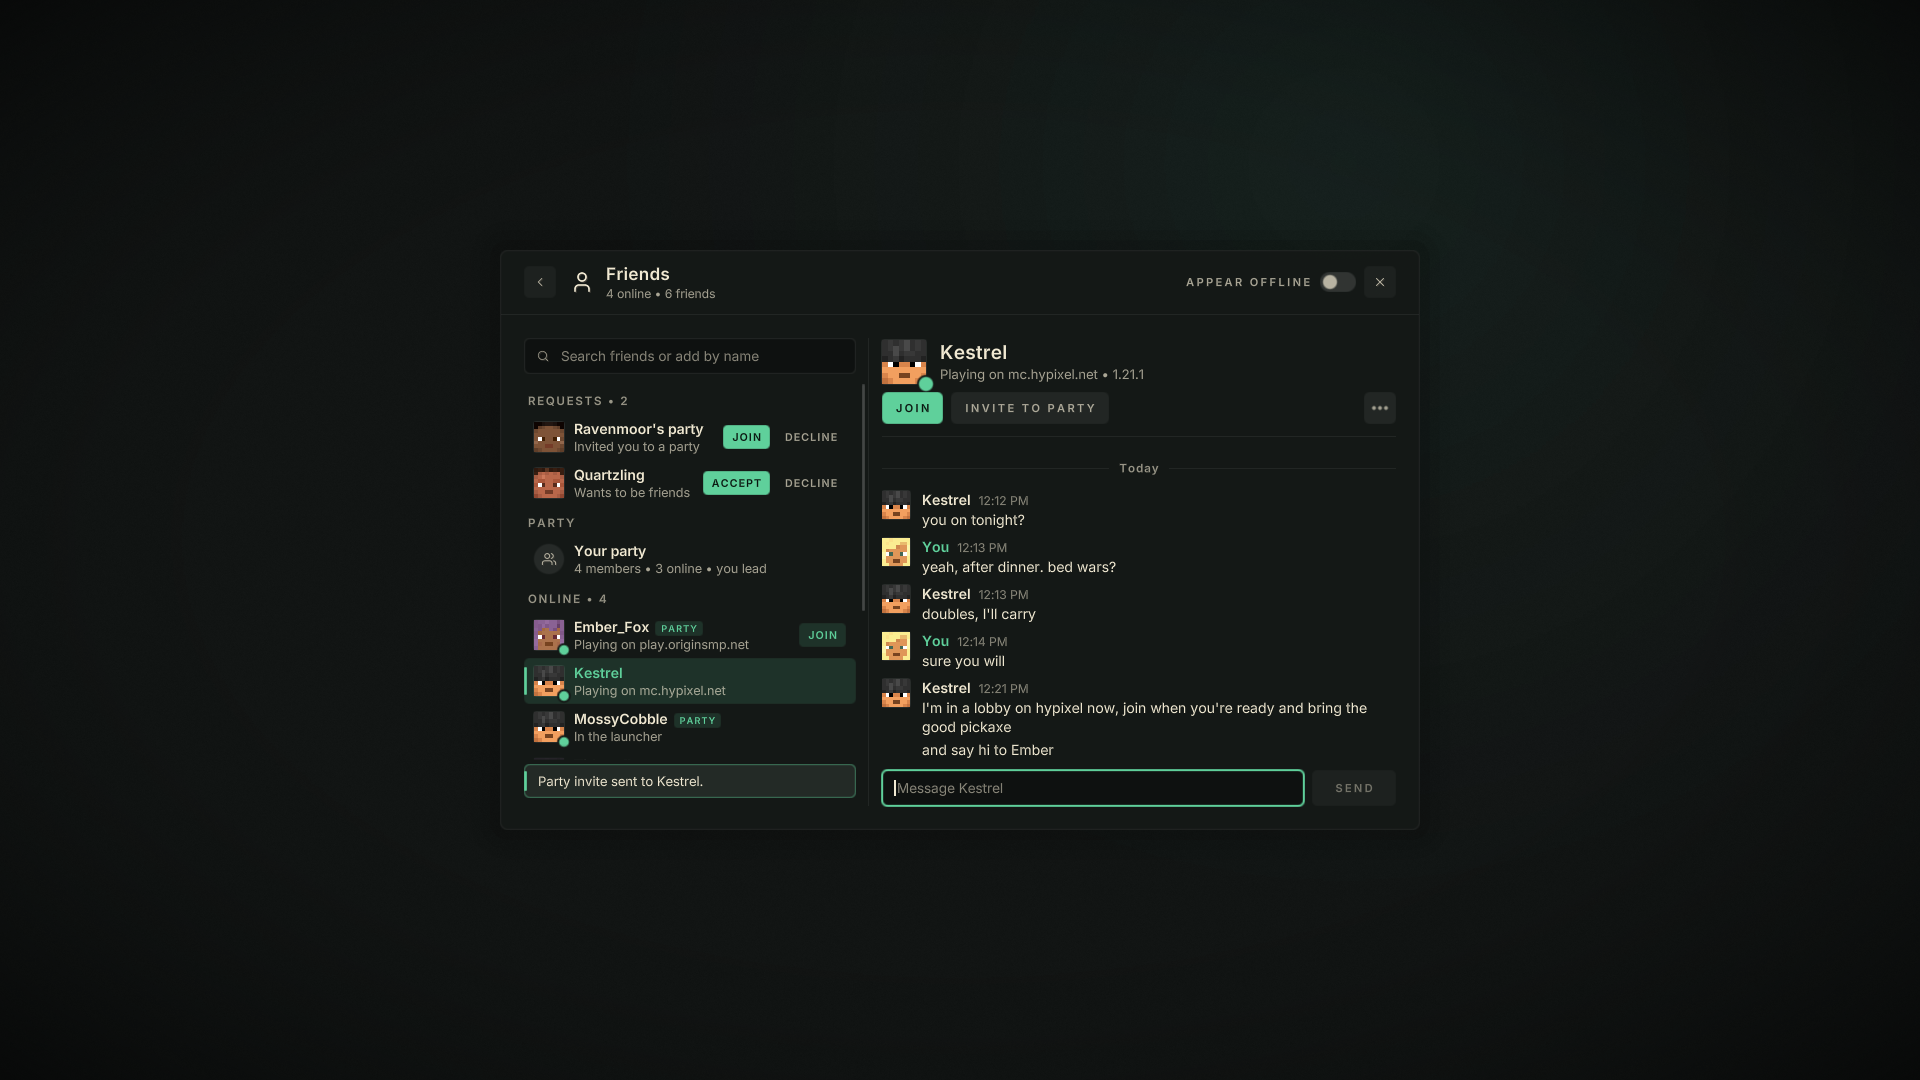 Friends
4 online • 6 friends
APPEAR OFFLINE
Search friends or add by name
REQUESTS • 2
Ravenmoor's party
Invited you to a party
JOIN
DECLINE
Quartzling
Wants to be friends
ACCEPT
DECLINE
PARTY
Your party
4 members • 3 online • you lead
ONLINE • 4
Ember_Fox PARTY
Playing on play.originsmp.net
JOIN
Kestrel
Playing on mc.hypixel.net
MossyCobble PARTY
In the launcher
Party invite sent to Kestrel.
Kestrel
Playing on mc.hypixel.net • 1.21.1
JOIN
INVITE TO PARTY
Today
Kestrel 12:12 PM
you on tonight?
You 12:13 PM
yeah, after dinner. bed wars?
Kestrel 12:13 PM
doubles, I'll carry
You 12:14 PM
sure you will
Kestrel 12:21 PM
I'm in a lobby on hypixel now, join when you're ready and bring the
good pickaxe
and say hi to Ember
Message Kestrel
SEND